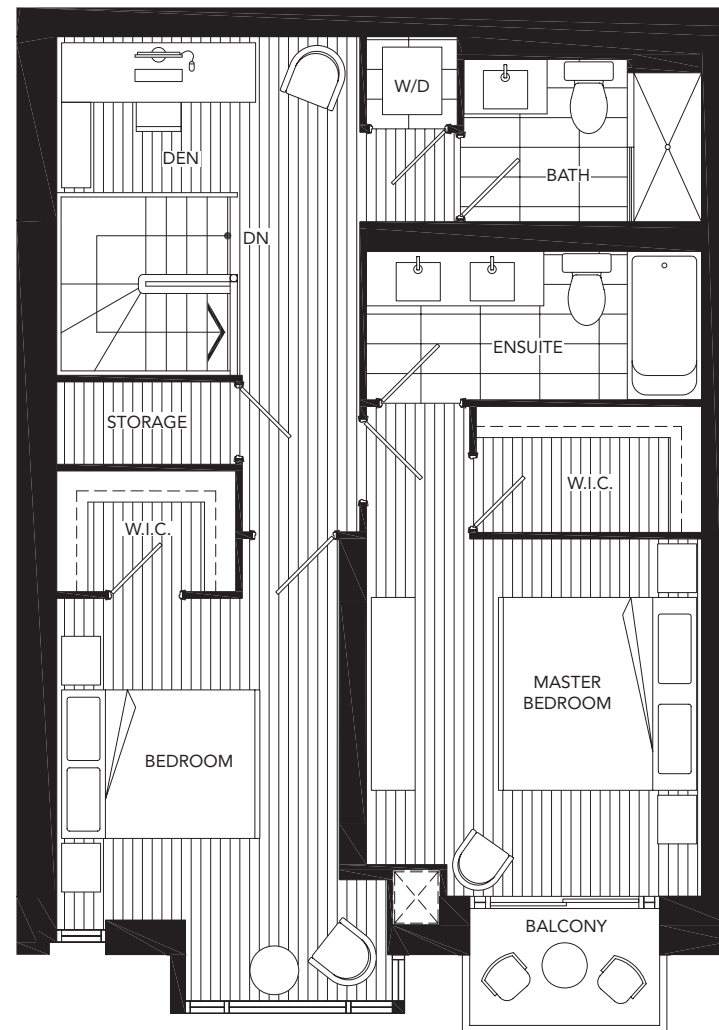 W/D
DEN
BATH
DN
ENSUITE
STORAGE
W.I.C.
W.I.C.
MASTER
BEDROOM
BEDROOM
BALCONY